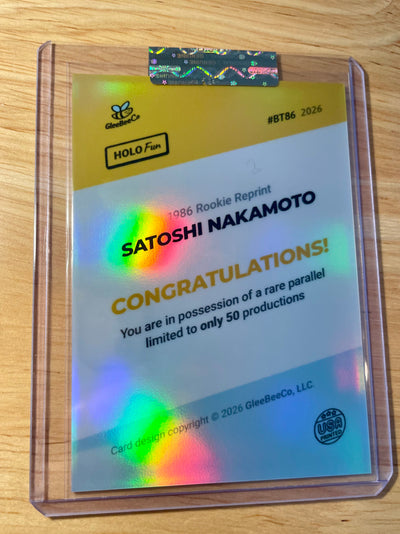 GleeBeeCo
#BT86 2026
HOLO Fun
1986 Rookie Reprint
SATOSHI NAKAMOTO
CONGRATULATIONS!
You are in possession of a rare parallel
limited to only 50 productions
Card design copyright © 2026 GleeBeeCo, LLC.
USA
PRINTED